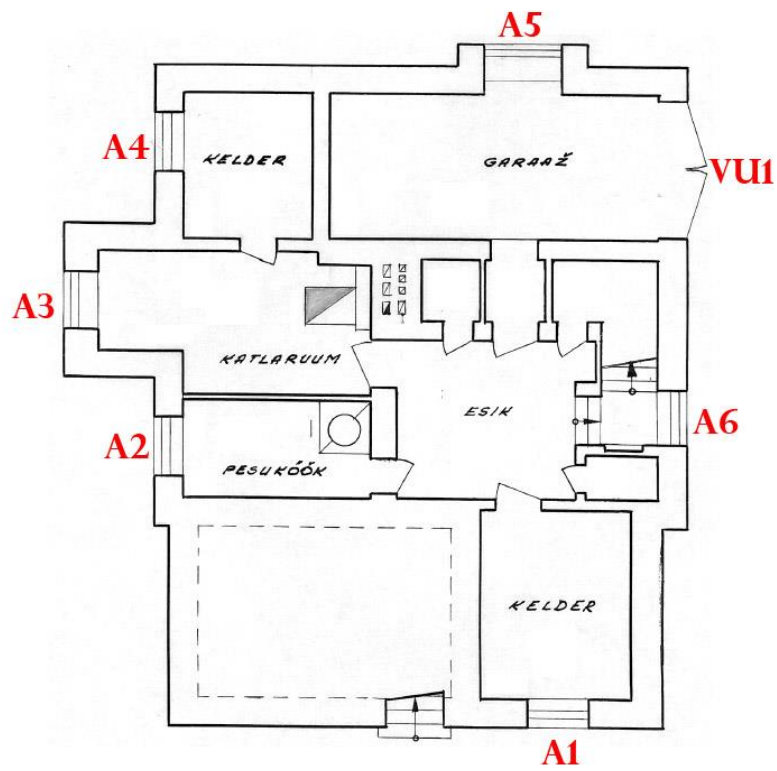 A5
A4
KELDER
GARAAŽ
VU1
A3
KATLARUUM
ESIK
A6
A2
PESUKÖÖK
KELDER
A1